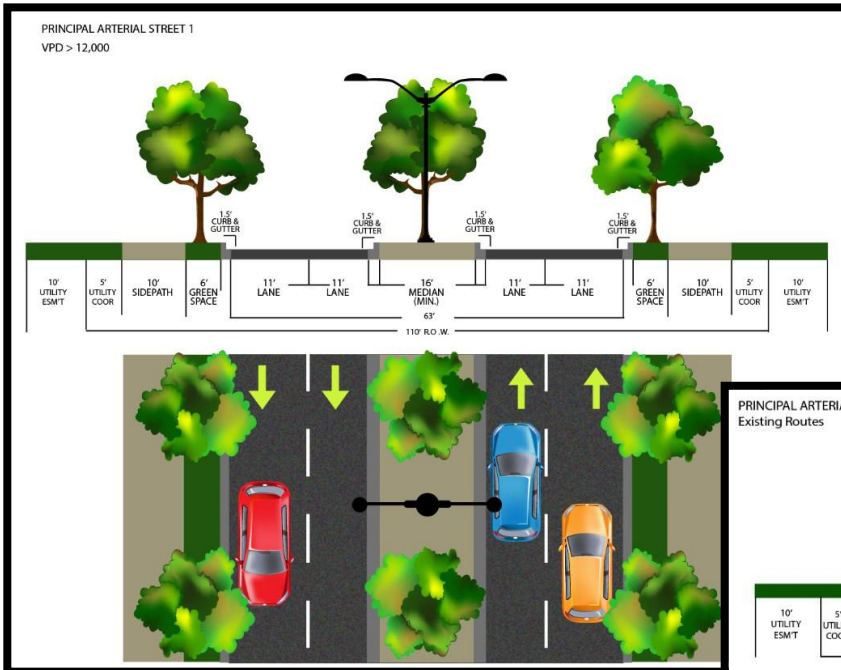 PRINCIPAL ARTERIAL STREET 1
VPD > 12,000
1.5'
CURB &
GUTTER
1.5'
CURB &
GUTTER
1.5'
CURB &
GUTTER
1.5'
CURB &
GUTTER
10'
UTILITY
ESM'T
5'
UTILITY
COOR
10'
SIDEPATH
6'
GREEN
SPACE
11'
LANE
11'
LANE
16'
MEDIAN
(MIN.)
11'
LANE
11'
LANE
6'
GREEN
SPACE
10'
SIDEPATH
5'
UTILITY
COOR
10'
UTILITY
ESM'T
63'
110' R.O.W.
PRINCIPAL ARTERIA
Existing Routes
10'
UTILITY
ESM'T
5'
UTILI
COO